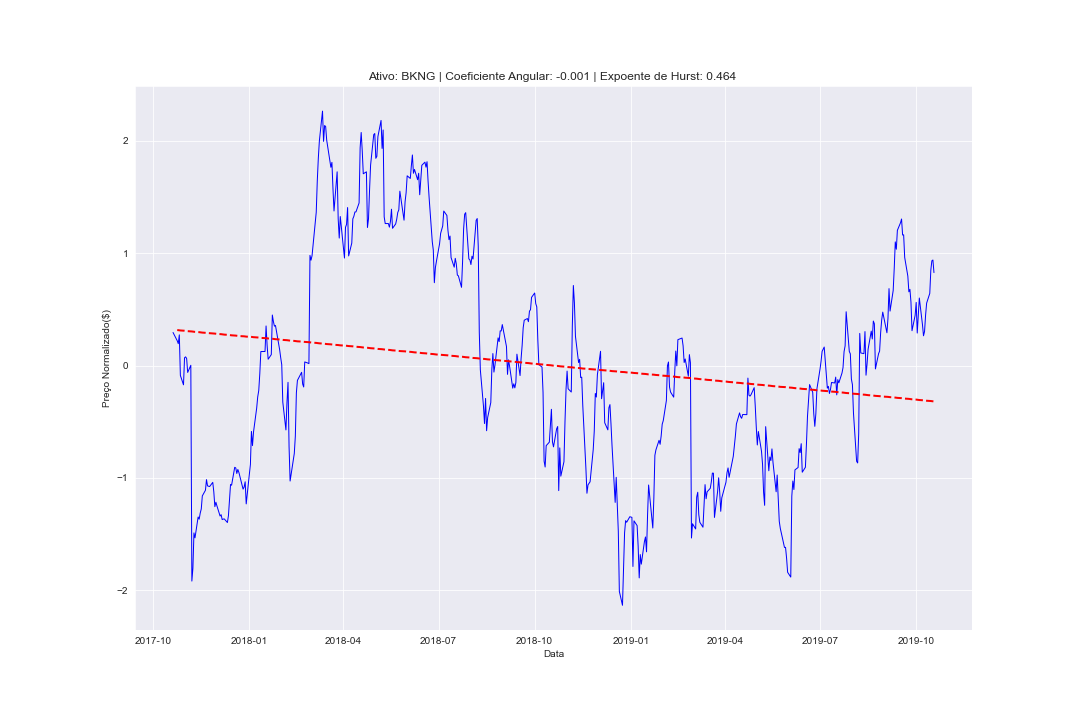 Ativo: BKNG | Coeficiente Angular: -0.001 | Expoente de Hurst: 0.464
Preço Normalizado($)
2
1
0
−1
−2
2017-10 2018-01 2018-04 2018-07 2018-10 2019-01 2019-04 2019-07 2019-10
Data